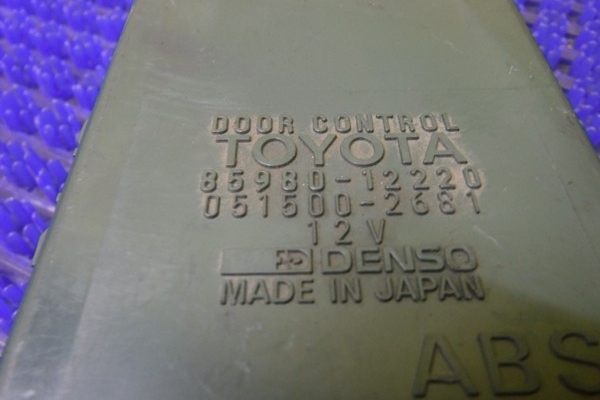 DOOR CONTROL
TOYOTA
85980-12220
051500-2681
12V
DENSO
MADE IN JAPAN
ABS